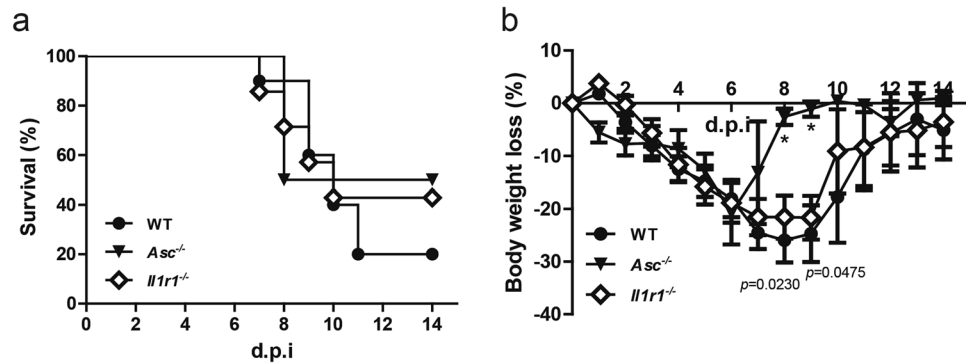 a
Survival (%)
100
80
60
40
20
0
WT
Asc-/-
Il1r1-/-
0 2 4 6 8 10 12 14
d.p.i
b
Body weight loss (%)
10
0
-10
-20
-30
-40
2 4 6 8 10 12 14
d.p.i
* *
WT
Asc-/-
Il1r1-/-
p=0.0230
p=0.0475